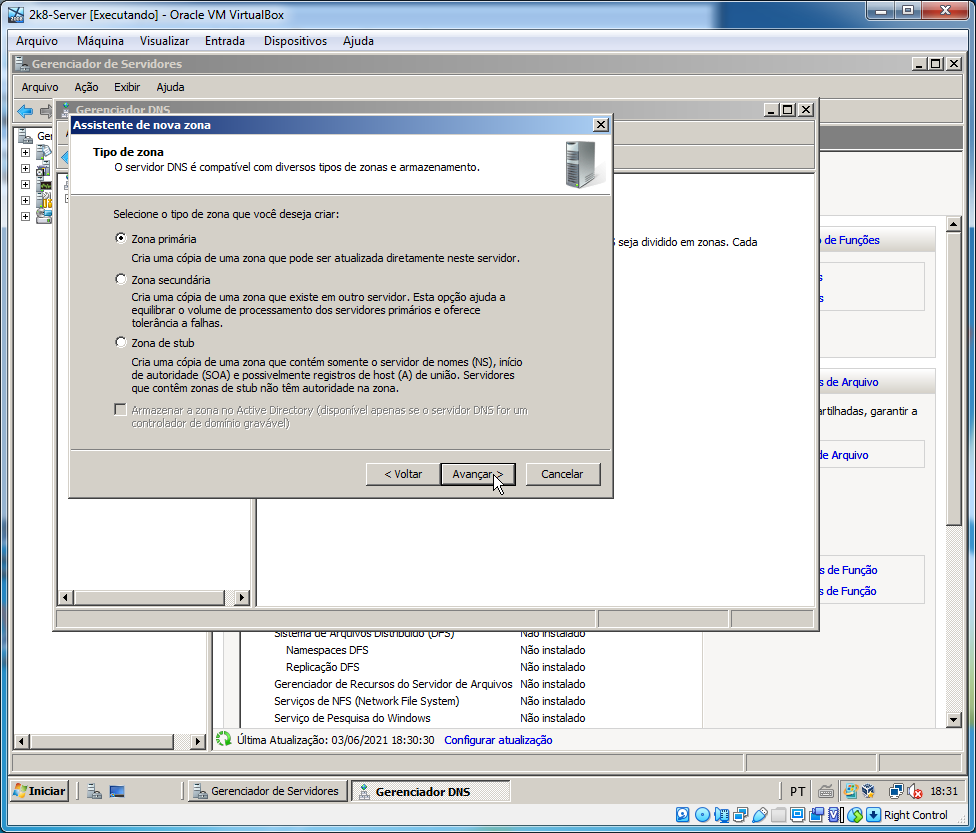 2k8-Server [Executando] - Oracle VM VirtualBox
Arquivo Máquina Visualizar Entrada Dispositivos Ajuda
Gerenciador de Servidores
Arquivo Ação Exibir Ajuda
Gerenciador DNS
Assistente de nova zona
Tipo de zona
O servidor DNS é compatível com diversos tipos de zonas e armazenamento.
Selecione o tipo de zona que você deseja criar:
Zona primária
Cria uma cópia de uma zona que pode ser atualizada diretamente neste servidor.
Zona secundária
Cria uma cópia de uma zona que existe em outro servidor. Esta opção ajuda a
equilibrar o volume de processamento dos servidores primários e oferece
tolerância a falhas.
Zona de stub
Cria uma cópia de uma zona que contém somente o servidor de nomes (NS), início
de autoridade (SOA) e possivelmente registros de host (A) de união. Servidores
que contêm zonas de stub não têm autoridade na zona.
Armazenar a zona no Active Directory (disponível apenas se o servidor DNS for um
controlador de domínio gravável)
< Voltar Avançar > Cancelar
seja dividido em zonas. Cada
de Funções
s de Arquivo
artilhadas, garantir a
de Arquivo
s de Função
s de Função
Sistema de Arquivos Distribuído (DFS) Não instalado
Namespaces DFS Não instalado
Replicação DFS Não instalado
Gerenciador de Recursos do Servidor de Arquivos Não instalado
Serviços de NFS (Network File System) Não instalado
Serviço de Pesquisa do Windows Não instalado
Última Atualização: 03/06/2021 18:30:30 Configurar atualização
Iniciar Gerenciador de Servidores Gerenciador DNS PT 18:31
Right Control